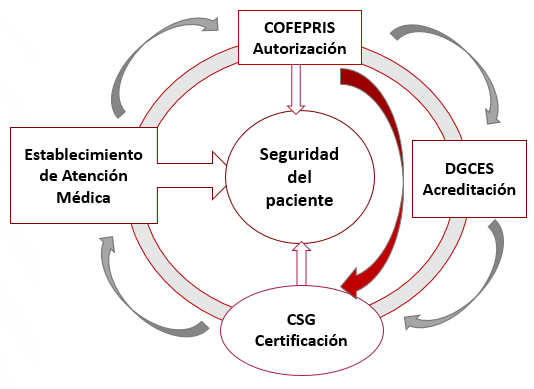 COFEPRIS
Autorización
Establecimiento
de Atención
Médica
Seguridad
del
paciente
DGCES
Acreditación
CSG
Certificación